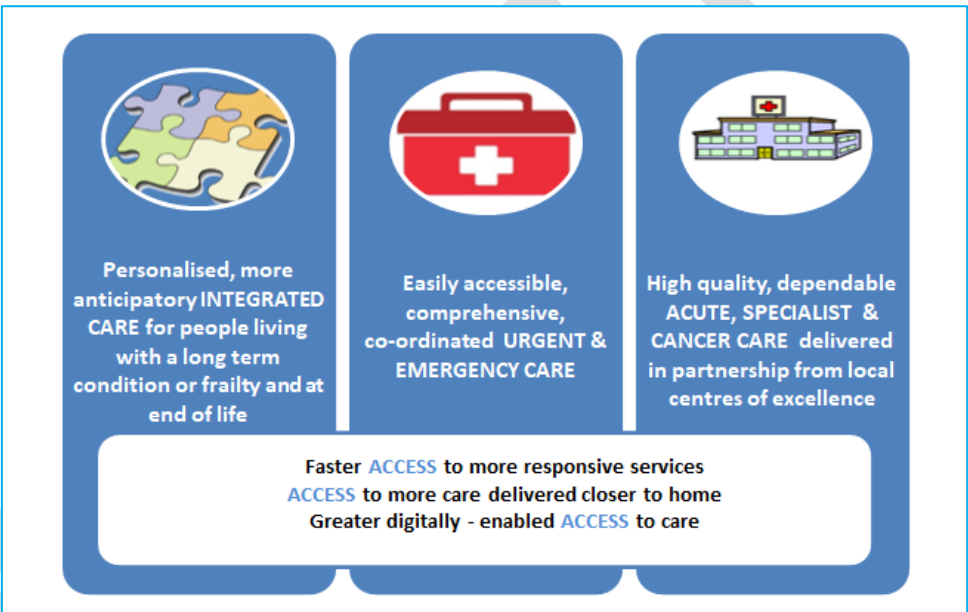 Personalised, more
anticipatory INTEGRATED
CARE for people living
with a long term
condition or frailty and at
end of life
Easily accessible,
comprehensive,
co-ordinated URGENT &
EMERGENCY CARE
High quality, dependable
ACUTE, SPECIALIST &
CANCER CARE delivered
in partnership from local
centres of excellence
Faster ACCESS to more responsive services
ACCESS to more care delivered closer to home
Greater digitally - enabled ACCESS to care